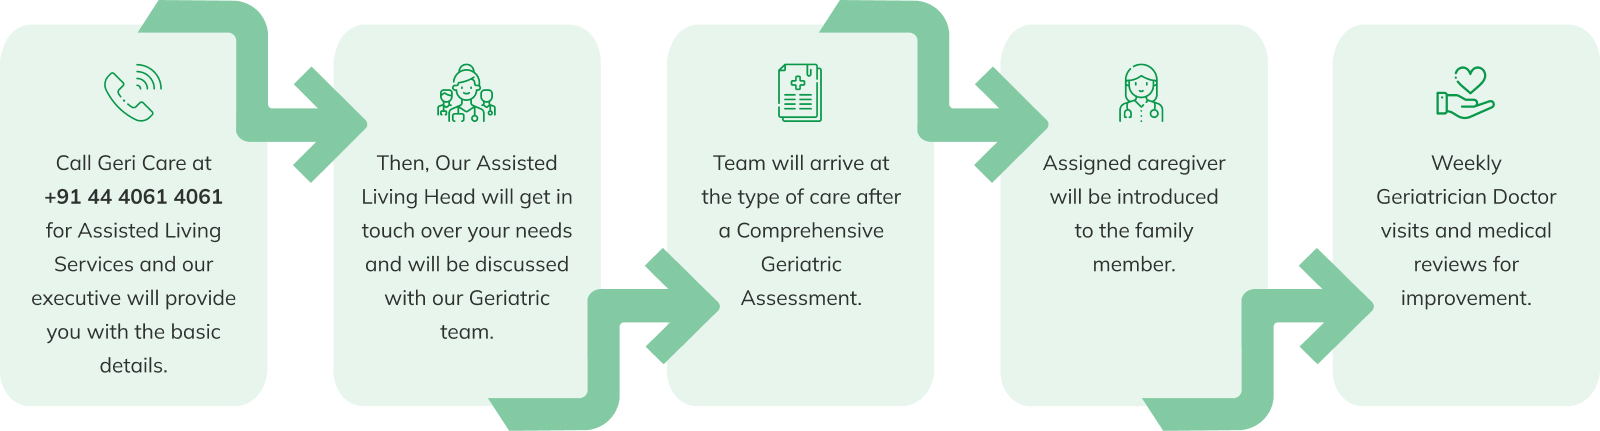 Call Geri Care at
+91 44 4061 4061
for Assisted Living
Services and our
executive will provide
you with the basic
details.
Then, Our Assisted
Living Head will get in
touch over your needs
and will be discussed
with our Geriatric
team.
Team will arrive at
the type of care after
a Comprehensive
Geriatric
Assessment.
Assigned caregiver
will be introduced
to the family
member.
Weekly
Geriatrician Doctor
visits and medical
reviews for
improvement.